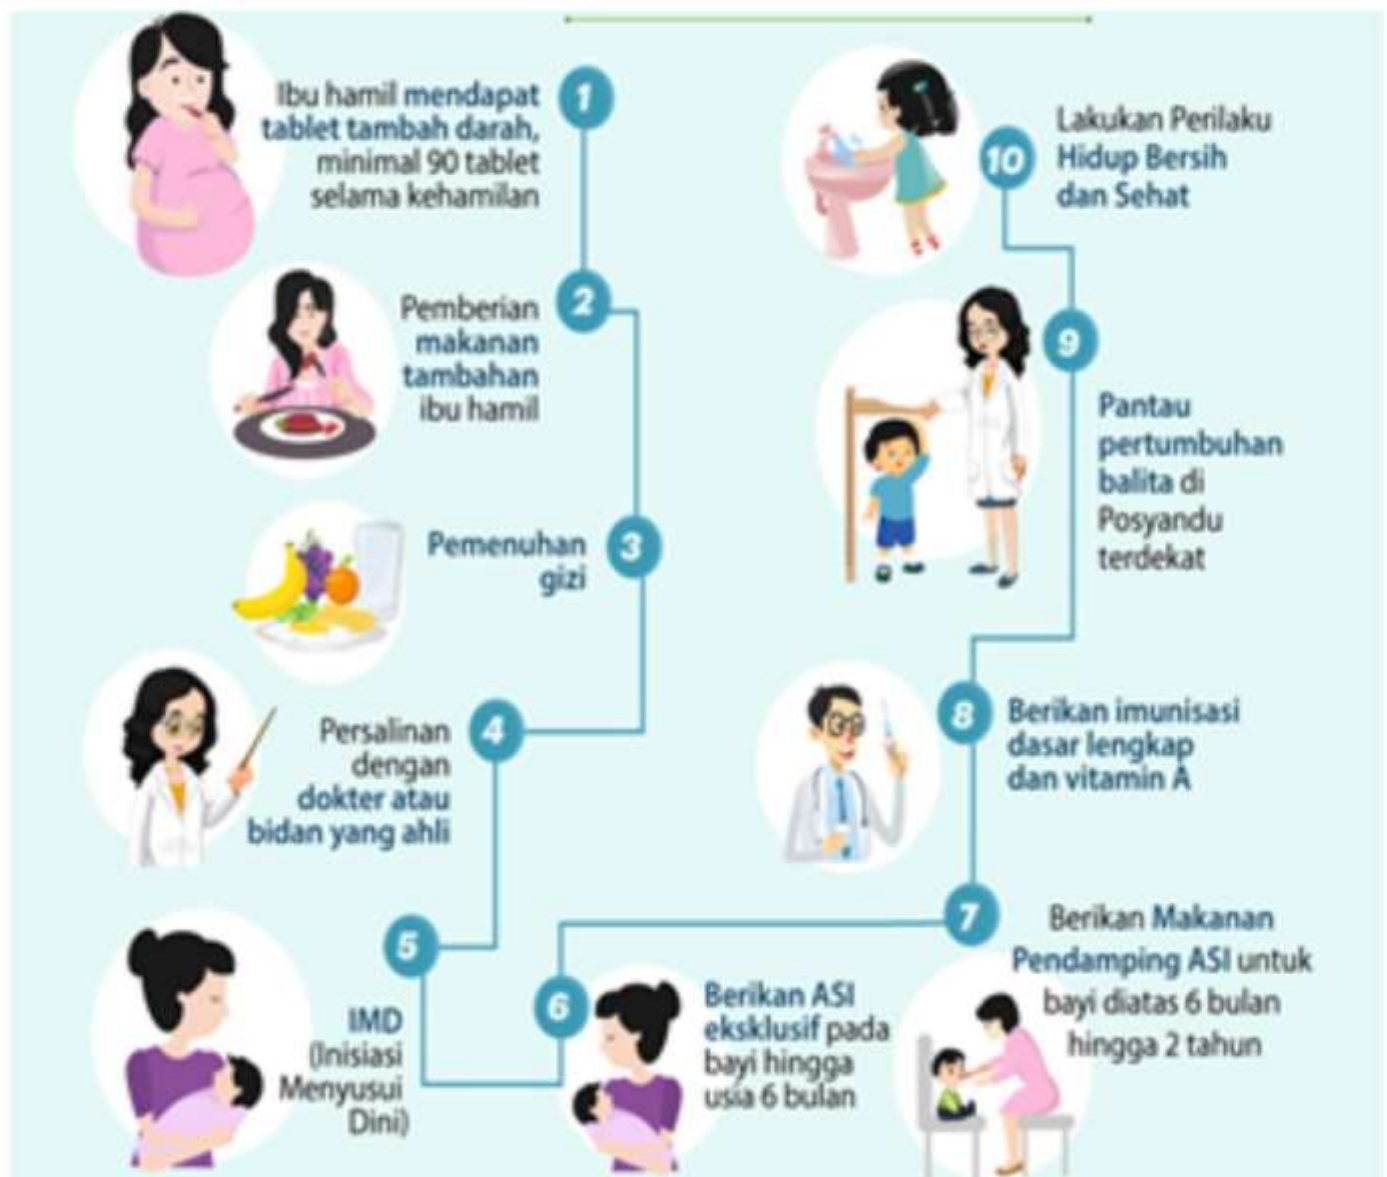 1
Ibu hamil mendapat
tablet tambah darah,
minimal 90 tablet
selama kehamilan
2
Pemberian
makanan
tambahan
ibu hamil
3
Pemenuhan
gizi
4
Persalinan
dengan
dokter atau
bidan yang ahli
5
IMD
(Inisiasi
Menyusui
Dini)
6
Berikan ASI
eksklusif pada
bayi hingga
usia 6 bulan
7
Berikan Makanan
Pendamping ASI untuk
bayi diatas 6 bulan
hingga 2 tahun
8
Berikan imunisasi
dasar lengkap
dan vitamin A
9
Pantau
pertumbuhan
balita di
Posyandu
terdekat
10
Lakukan Perilaku
Hidup Bersih
dan Sehat